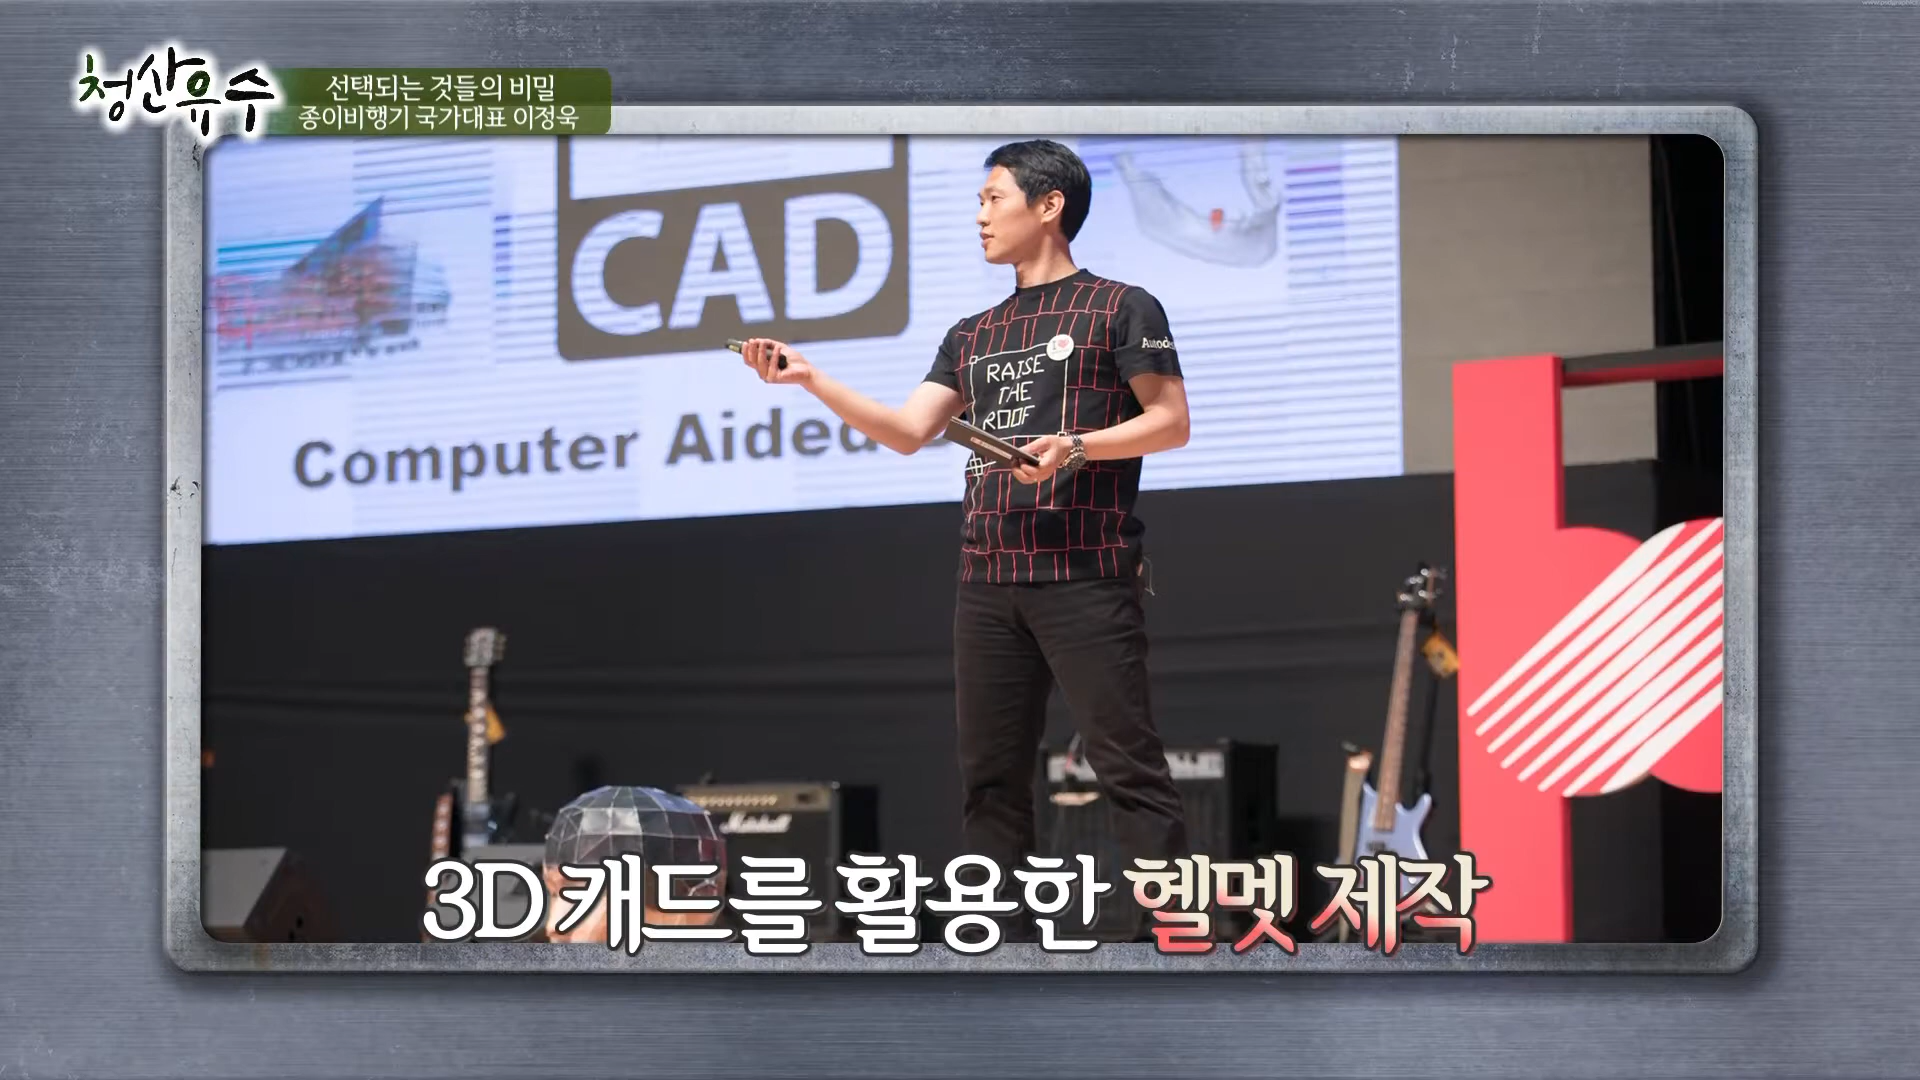 청산유수
선택되는 것들의 비밀
종이비행기 국가대표 이정욱
CAD
Computer Aided
RAISE
THE
ROOF
I
Marshall
3D 캐드를 활용한 헬멧 제작